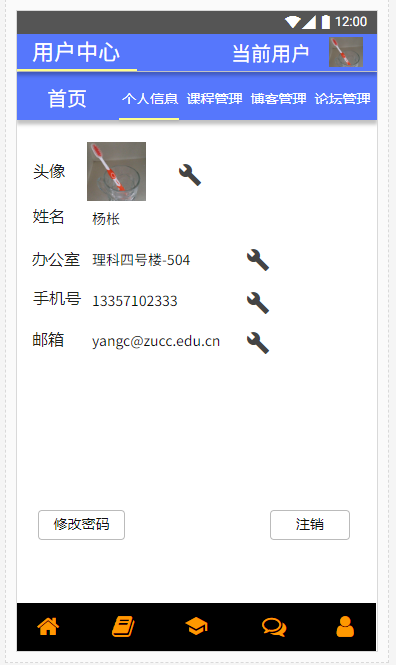 12:00
用户中心 当前用户
首页 个人信息 课程管理 博客管理 论坛管理
头像
姓名 杨枨
办公室 理科四号楼-504
手机号 13357102333
邮箱 yangc@zucc.edu.cn
修改密码 注销